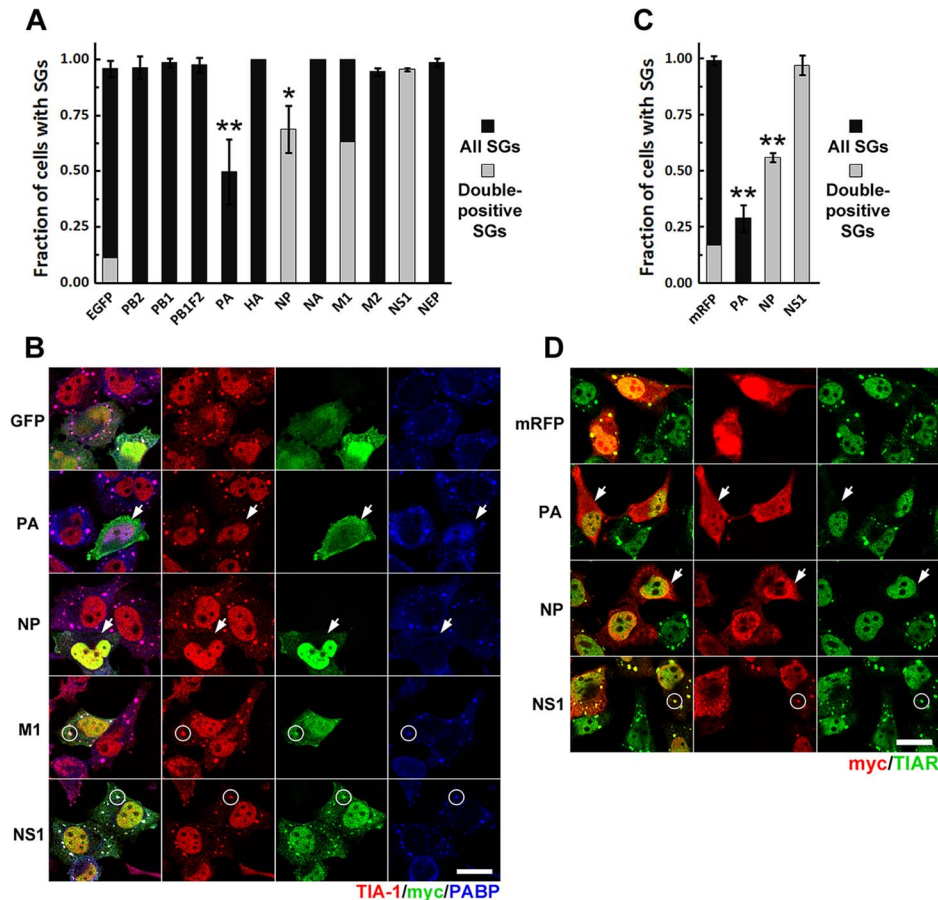 A
Fraction of cells with SGs
1.00
0.75
0.50
0.25
0.00
**
*
EGFP
PB2
PB1
PB1F2
PA
HA
NP
NA
M1
M2
NS1
NEP
All SGs
Double-
positive
SGs
C
Fraction of cells with SGs
1.00
0.75
0.50
0.25
0.00
**
**
mRFP
PA
NP
NS1
All SGs
Double-
positive
SGs
B
GFP
PA
NP
M1
NS1
TIA-1/myc/PABP
D
mRFP
PA
NP
NS1
myc/TIAR